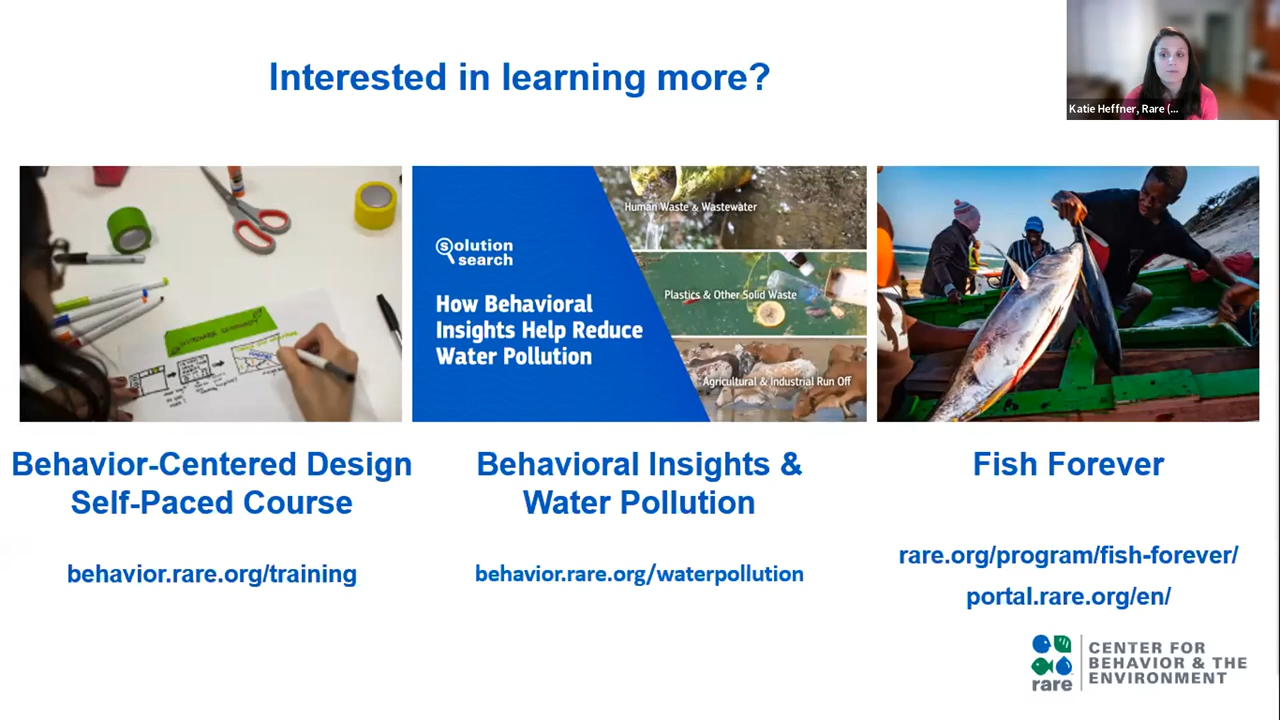 Interested in learning more?
Katie Heffner, Rare (...
Solution
search
How Behavioral
Insights Help Reduce
Water Pollution
Human Waste & Wastewater
Plastics & Other Solid Waste
Agricultural & Industrial Run Off
Behavior-Centered Design
Self-Paced Course
behavior.rare.org/training
Behavioral Insights &
Water Pollution
behavior.rare.org/waterpollution
Fish Forever
rare.org/program/fish-forever/
portal.rare.org/en/
rare
CENTER FOR
BEHAVIOR & THE
ENVIRONMENT